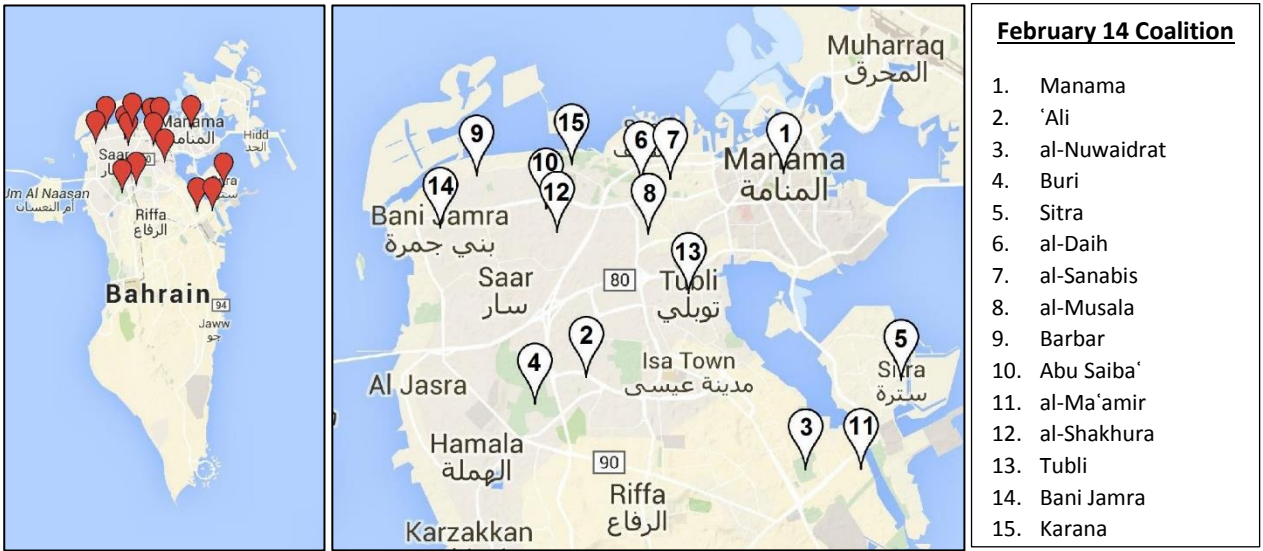 Manama
المنامة
Hidd
الحد
Saar
Um Al Naasan
أم النعسان
Riffa
الرفاع
Bahrain
94
Jaww
جو
Muharraq
المحرق
15
9
6
7
1
10
Manama
المنامة
14
12
8
Bani Jamra
بني جمرة
13
Saar
سار
80
Tubli
توبلي
2
5
4
Isa Town
مدينة عيسى
Sitra
سترة
Al Jasra
3
11
Hamala
الهملة
90
Riffa
الرفاع
Karzakkan
February 14 Coalition
1. Manama
2. ʿAli
3. al-Nuwaidrat
4. Buri
5. Sitra
6. al-Daih
7. al-Sanabis
8. al-Musala
9. Barbar
10. Abu Saibaʿ
11. al-Maʿamir
12. al-Shakhura
13. Tubli
14. Bani Jamra
15. Karana